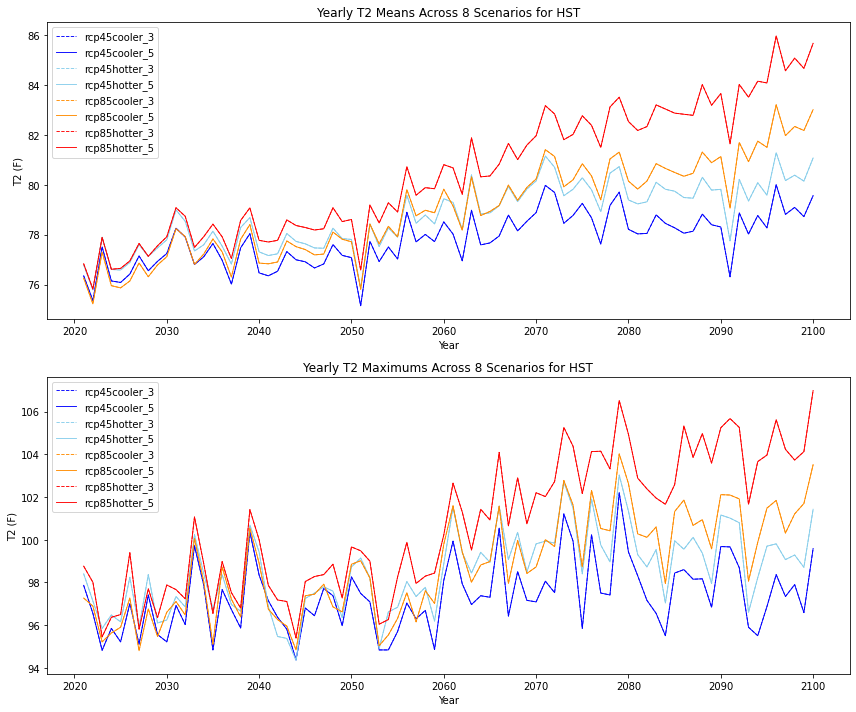 Yearly T2 Means Across 8 Scenarios for HST
rcp45cooler_3
rcp45cooler_5
rcp45hotter_3
rcp45hotter_5
rcp85cooler_3
rcp85cooler_5
rcp85hotter_3
rcp85hotter_5
86
84
82
80
78
76
T2 (F)
2020
2030
2040
2050
2060
2070
2080
2090
2100
Year
Yearly T2 Maximums Across 8 Scenarios for HST
rcp45cooler_3
rcp45cooler_5
rcp45hotter_3
rcp45hotter_5
rcp85cooler_3
rcp85cooler_5
rcp85hotter_3
rcp85hotter_5
106
104
102
100
98
96
94
T2 (F)
2020
2030
2040
2050
2060
2070
2080
2090
2100
Year